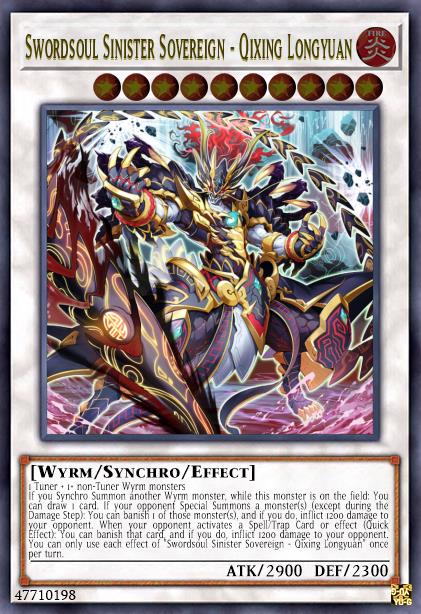 Swordsoul Sinister Sovereign - Qixing Longyuan
FIRE
炎
[Wyrm/Synchro/Effect]
1 Tuner + 1+ non-Tuner Wyrm monsters
If you Synchro Summon another Wyrm monster, while this monster is on the field: You
can draw 1 card. If your opponent Special Summons a monster(s) (except during the
Damage Step): You can banish 1 of those monster(s), and if you do, inflict 1200 damage to
your opponent. When your opponent activates a Spell/Trap Card or effect (Quick
Effect): You can banish that card, and if you do, inflict 1200 damage to your opponent.
You can only use each effect of "Swordsoul Sinister Sovereign - Qixing Longyuan" once
per turn.
ATK/2900 DEF/2300
47710198